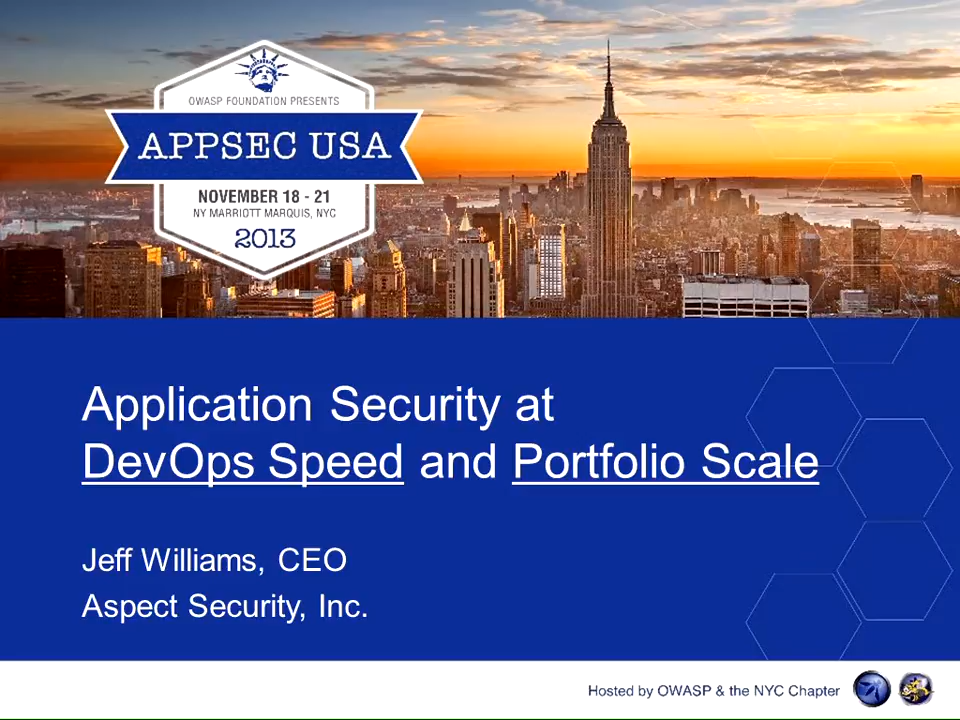 OWASP FOUNDATION PRESENTS
APPSEC USA
NOVEMBER 18 - 21
NY MARRIOTT MARQUIS, NYC
2013
Application Security at
DevOps Speed and Portfolio Scale
Jeff Williams, CEO
Aspect Security, Inc.
Hosted by OWASP & the NYC Chapter